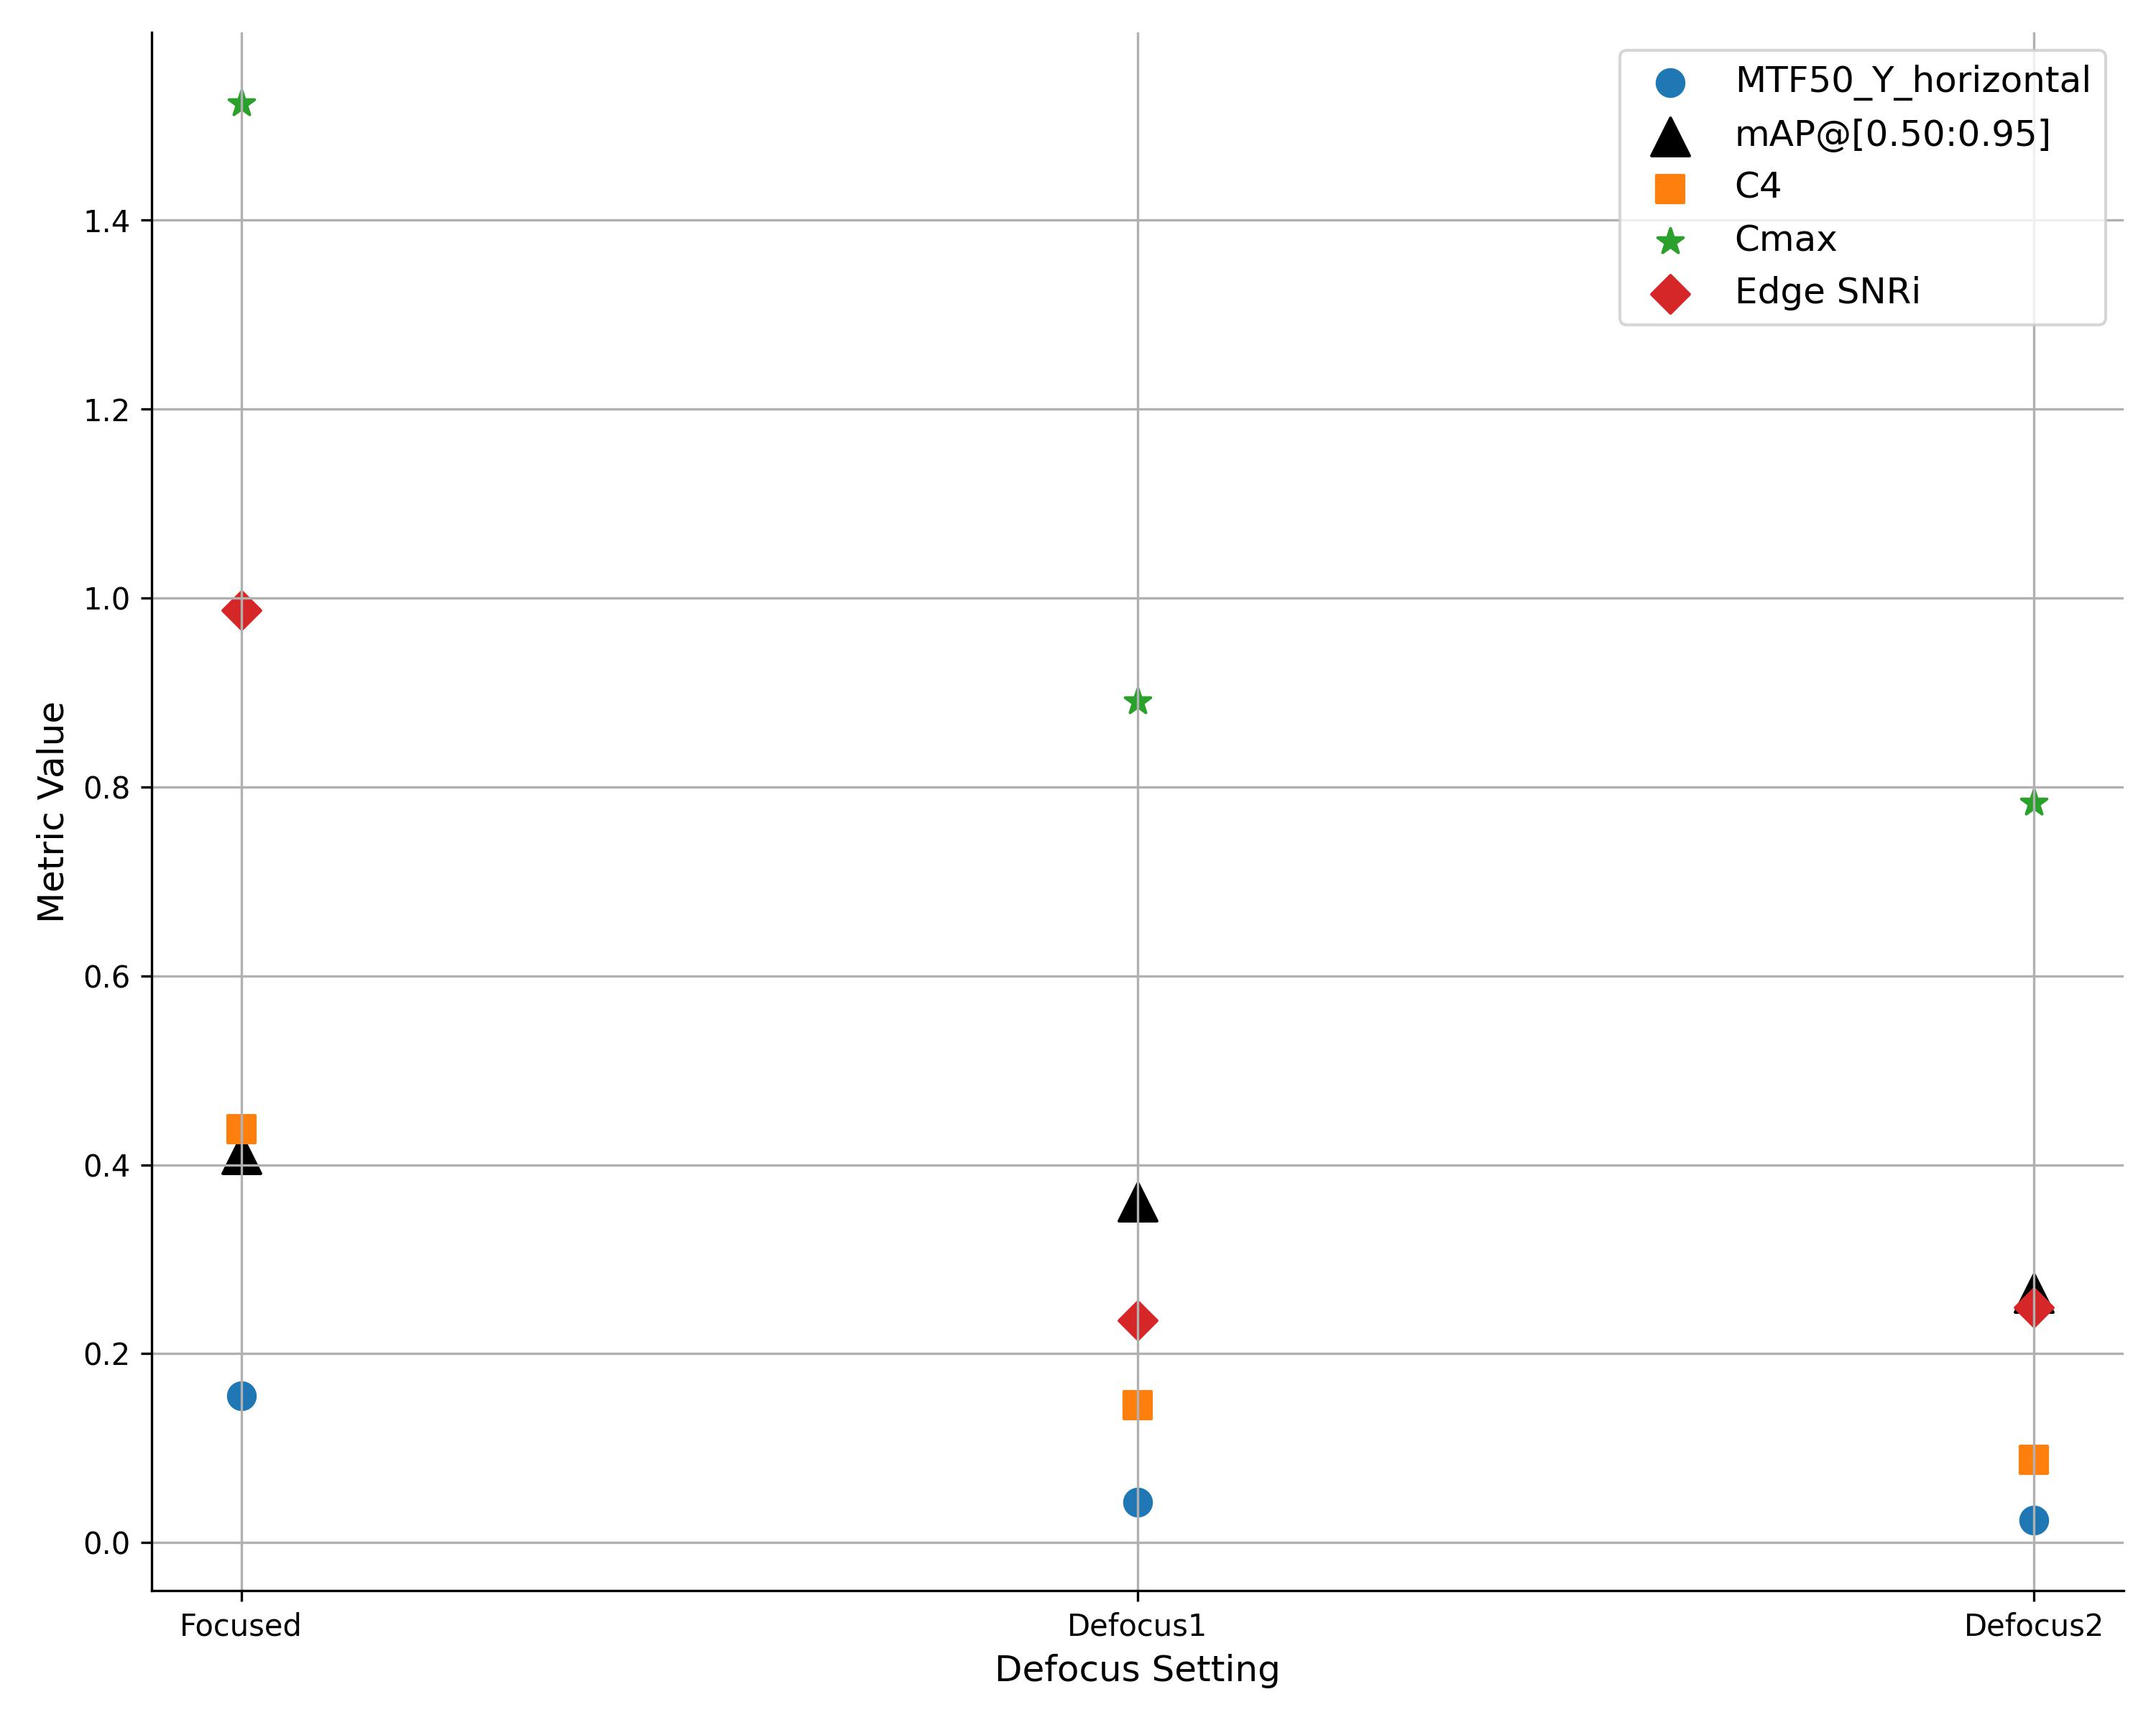 MTF50_Y_horizontal
mAP@[0.50:0.95]
C4
Cmax
Edge SNRi
Metric Value
1.4
1.2
1.0
0.8
0.6
0.4
0.2
0.0
Focused
Defocus1
Defocus2
Defocus Setting